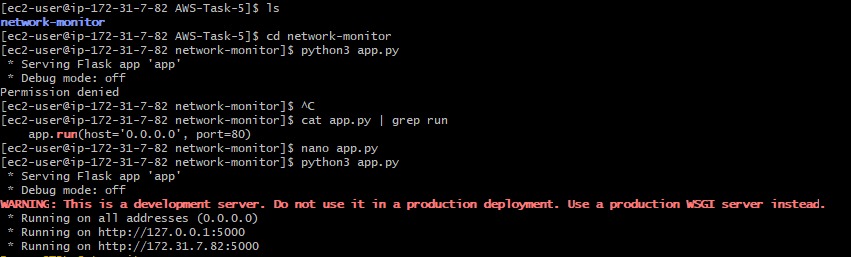 [ec2-user@ip-172-31-7-82 AWS-Task-5]$ ls
network-monitor
[ec2-user@ip-172-31-7-82 AWS-Task-5]$ cd network-monitor
[ec2-user@ip-172-31-7-82 network-monitor]$ python3 app.py
 * Serving Flask app 'app'
 * Debug mode: off
Permission denied
[ec2-user@ip-172-31-7-82 network-monitor]$ ^C
[ec2-user@ip-172-31-7-82 network-monitor]$ cat app.py | grep run
    app.run(host='0.0.0.0', port=80)
[ec2-user@ip-172-31-7-82 network-monitor]$ nano app.py
[ec2-user@ip-172-31-7-82 network-monitor]$ python3 app.py
 * Serving Flask app 'app'
 * Debug mode: off
WARNING: This is a development server. Do not use it in a production deployment. Use a production WSGI server instead.
 * Running on all addresses (0.0.0.0)
 * Running on http://127.0.0.1:5000
 * Running on http://172.31.7.82:5000